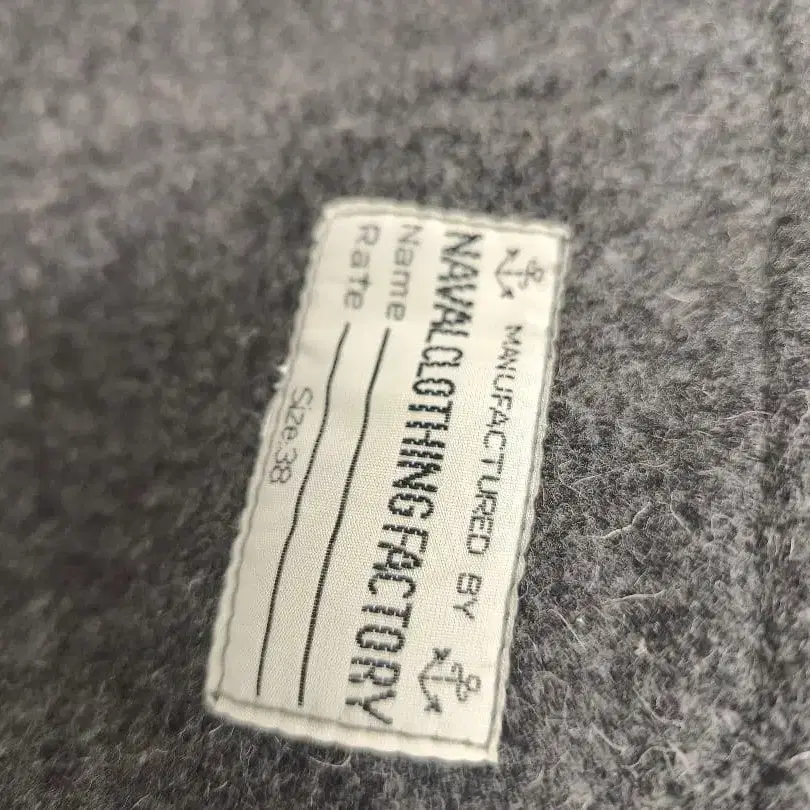 MANUFACTURED BY
NAVAL CLOTHING FACTORY
Name
Rate
Size:38